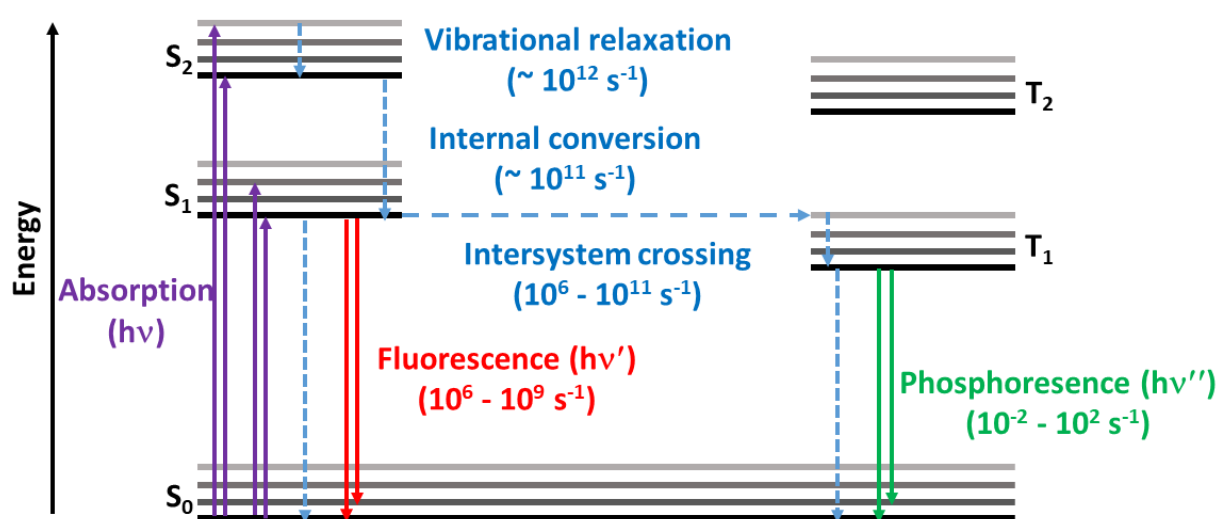 Energy
S₂
Vibrational relaxation
(~ 10¹² s⁻¹)
T₂
Internal conversion
(~ 10¹¹ s⁻¹)
S₁
T₁
Intersystem crossing
(10⁶ - 10¹¹ s⁻¹)
Absorption
(hν)
Fluorescence (hν′)
(10⁶ - 10⁹ s⁻¹)
Phosphoresence (hν′′)
(10⁻² - 10² s⁻¹)
S₀